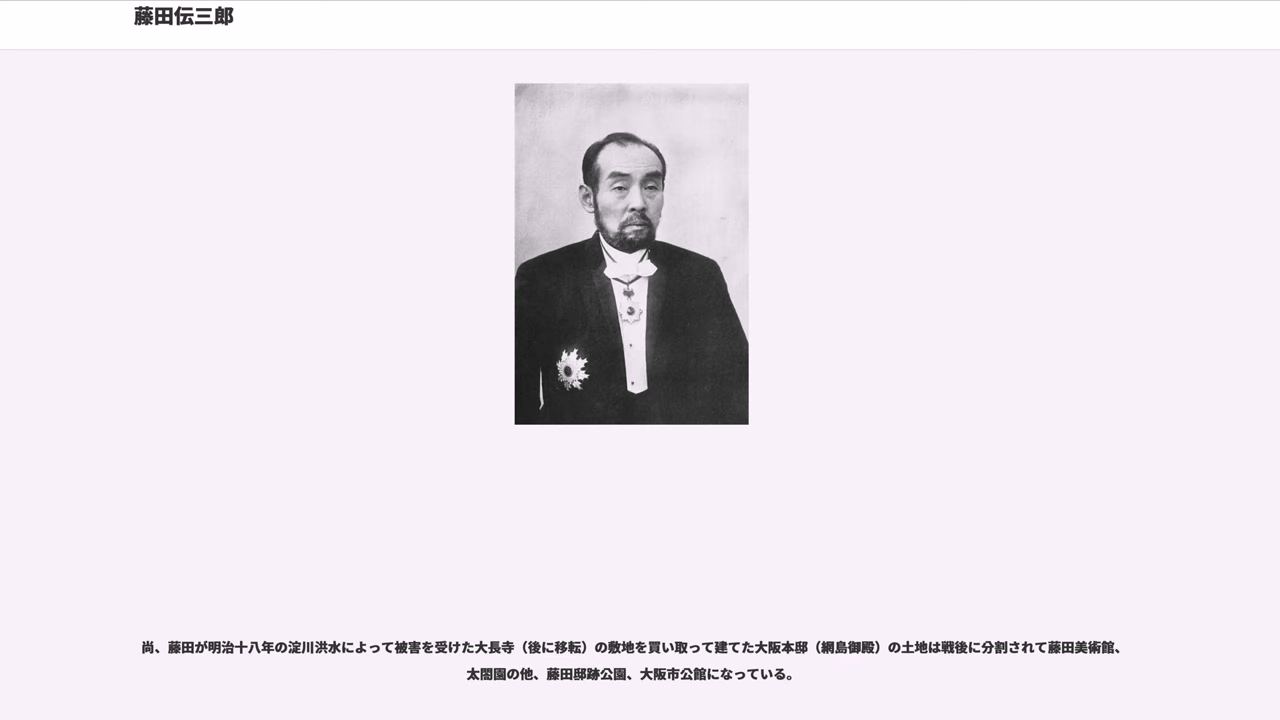 藤田伝三郎
尚、藤田が明治十八年の淀川洪水によって被害を受けた大長寺（後に移転）の敷地を買い取って建てた大阪本邸（網島御殿）の土地は戦後に分割されて藤田美術館、
太閤園の他、藤田邸跡公園、大阪市公館になっている。